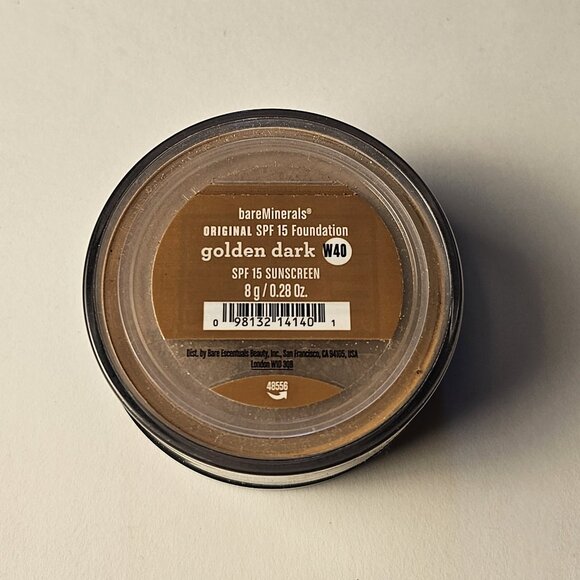 bareMinerals®
ORIGINAL SPF 15 Foundation
golden dark W40
SPF 15 SUNSCREEN
8 g / 0.28 Oz.
0 98132 14140 1
Dist. by Bare Escentuals Beauty, Inc., San Francisco, CA 94105, USA
London W1D 3QB
48556